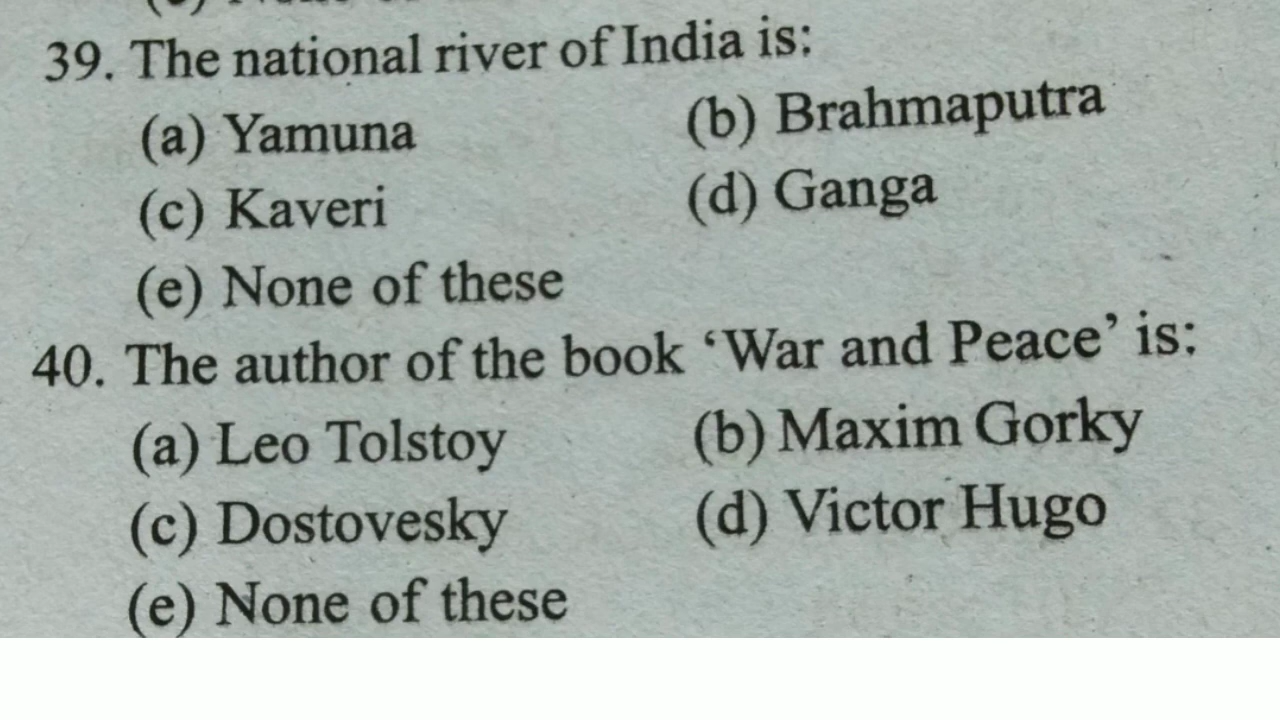 39. The national river of India is:
(a) Yamuna (b) Brahmaputra
(c) Kaveri (d) Ganga
(e) None of these
40. The author of the book ‘War and Peace’ is:
(a) Leo Tolstoy (b) Maxim Gorky
(c) Dostovesky (d) Victor Hugo
(e) None of these